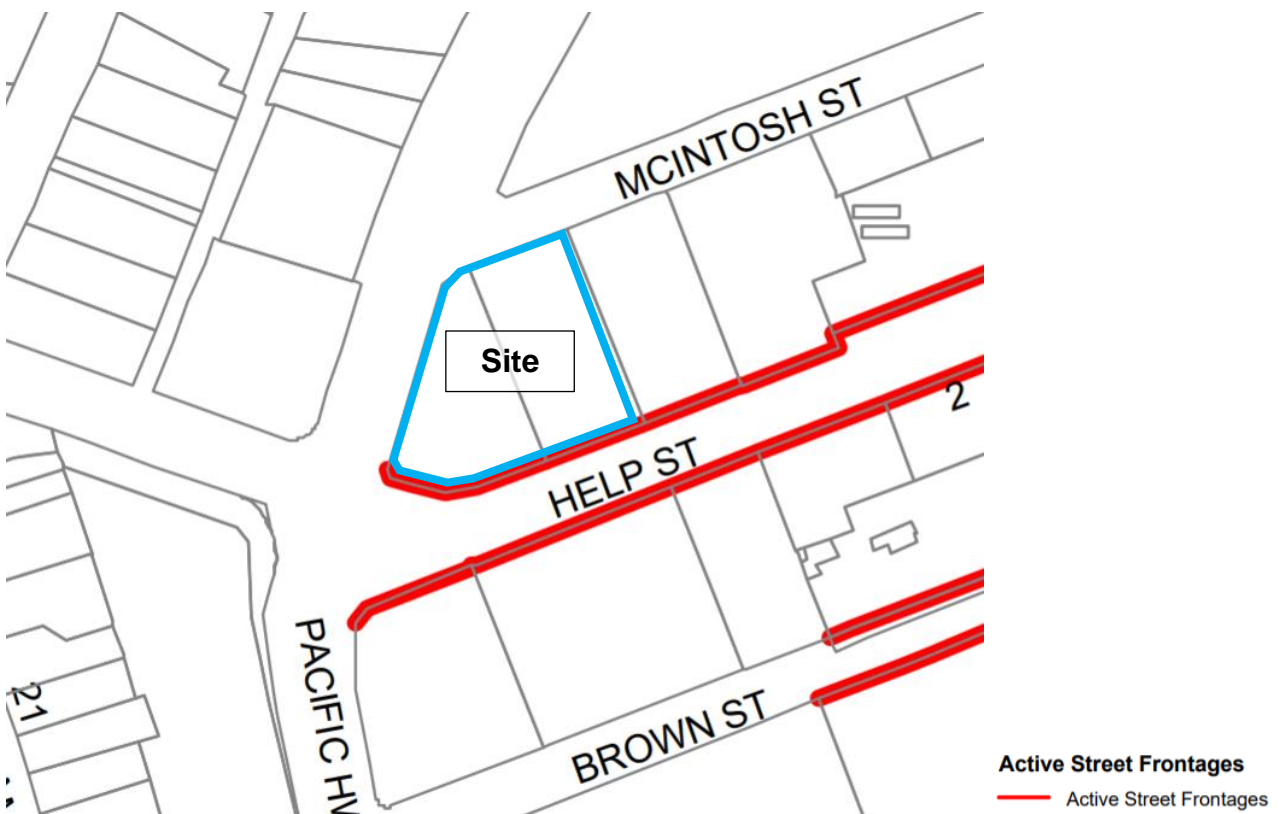 MCINTOSH ST
Site
HELP ST
2
PACIFIC HW
21
BROWN ST
Active Street Frontages
Active Street Frontages